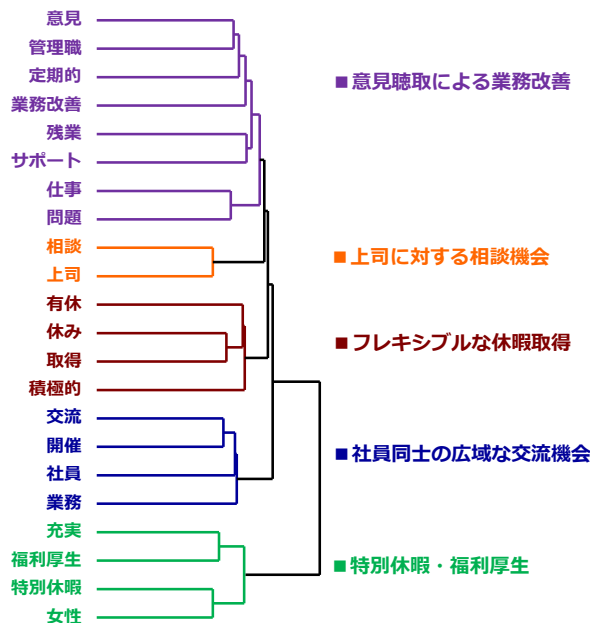 意見
管理職
定期的
業務改善
残業
サポート
仕事
問題
相談
上司
有休
休み
取得
積極的
交流
開催
社員
業務
充実
福利厚生
特別休暇
女性
■意見聴取による業務改善
■上司に対する相談機会
■フレキシブルな休暇取得
■社員同士の広域な交流機会
■特別休暇・福利厚生